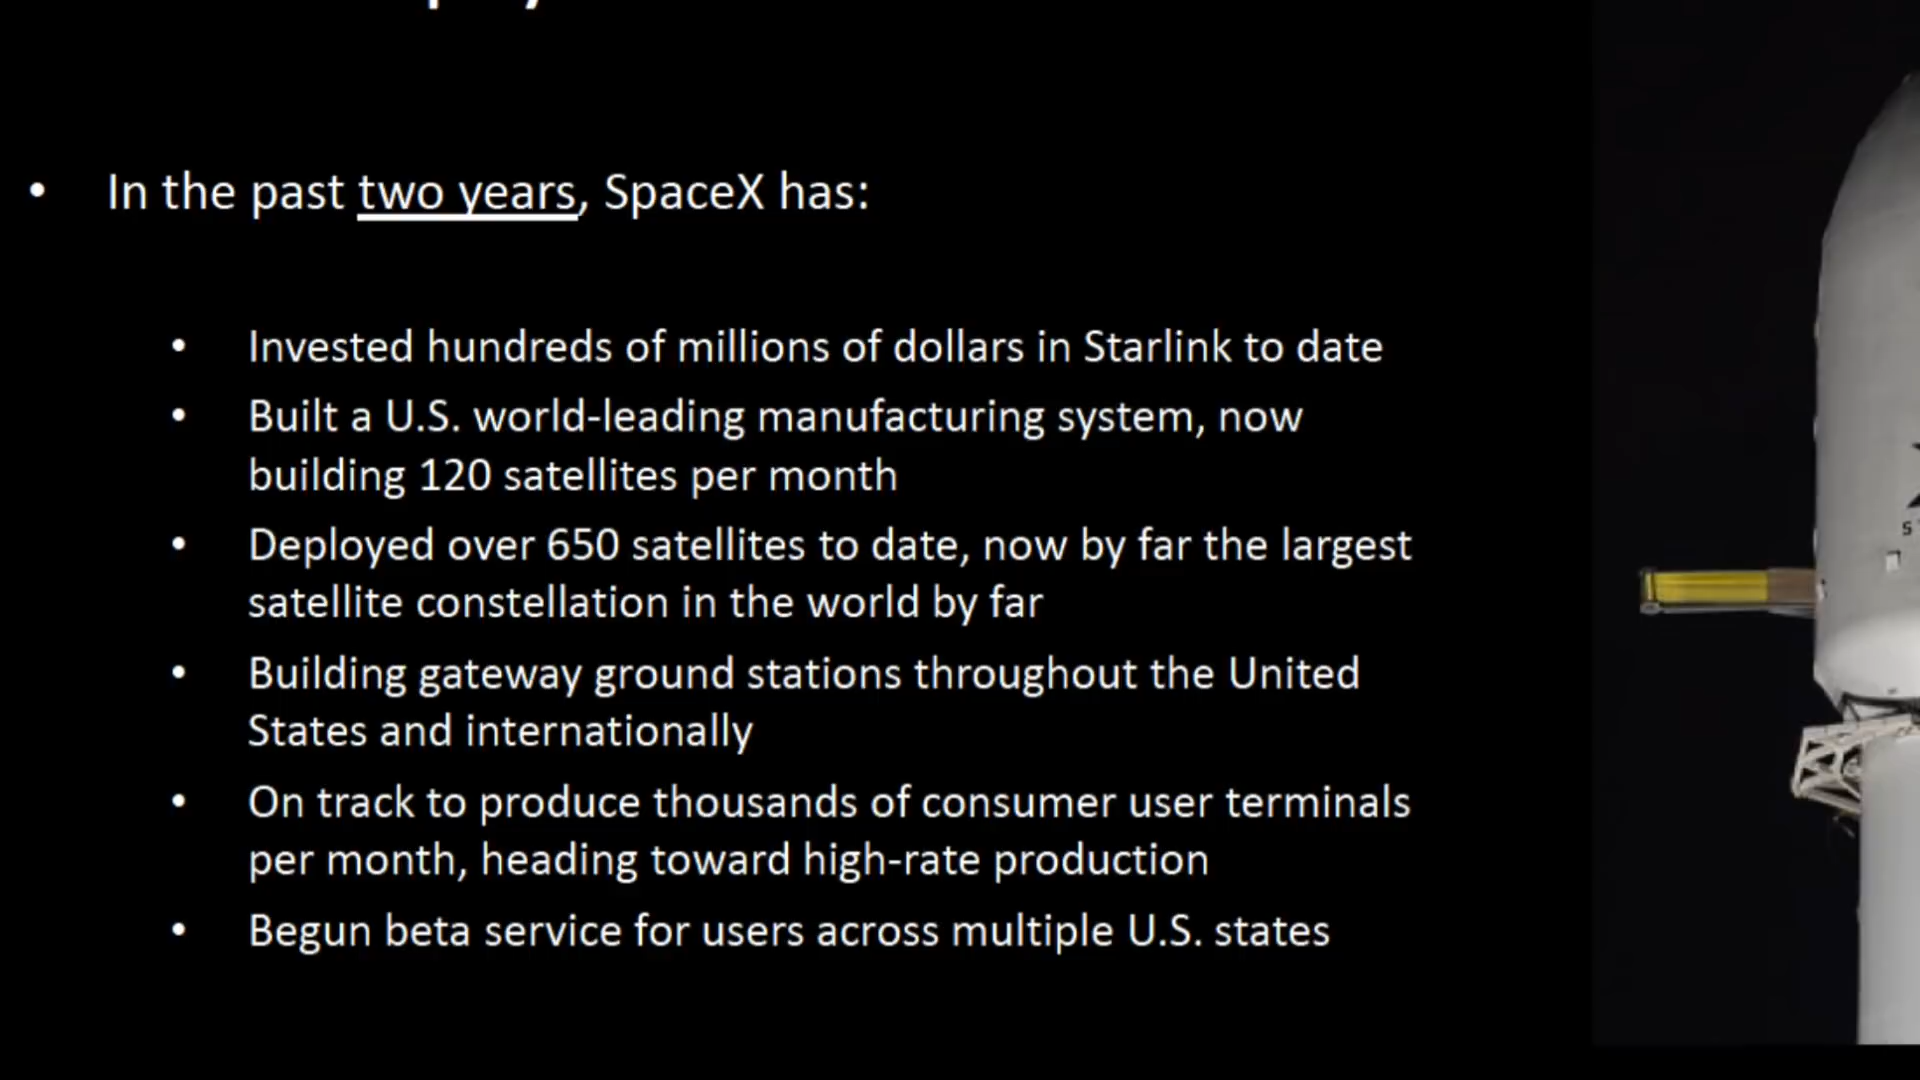 • In the past two years, SpaceX has:
• Invested hundreds of millions of dollars in Starlink to date
• Built a U.S. world-leading manufacturing system, now
building 120 satellites per month
• Deployed over 650 satellites to date, now by far the largest
satellite constellation in the world by far
• Building gateway ground stations throughout the United
States and internationally
• On track to produce thousands of consumer user terminals
per month, heading toward high-rate production
• Begun beta service for users across multiple U.S. states